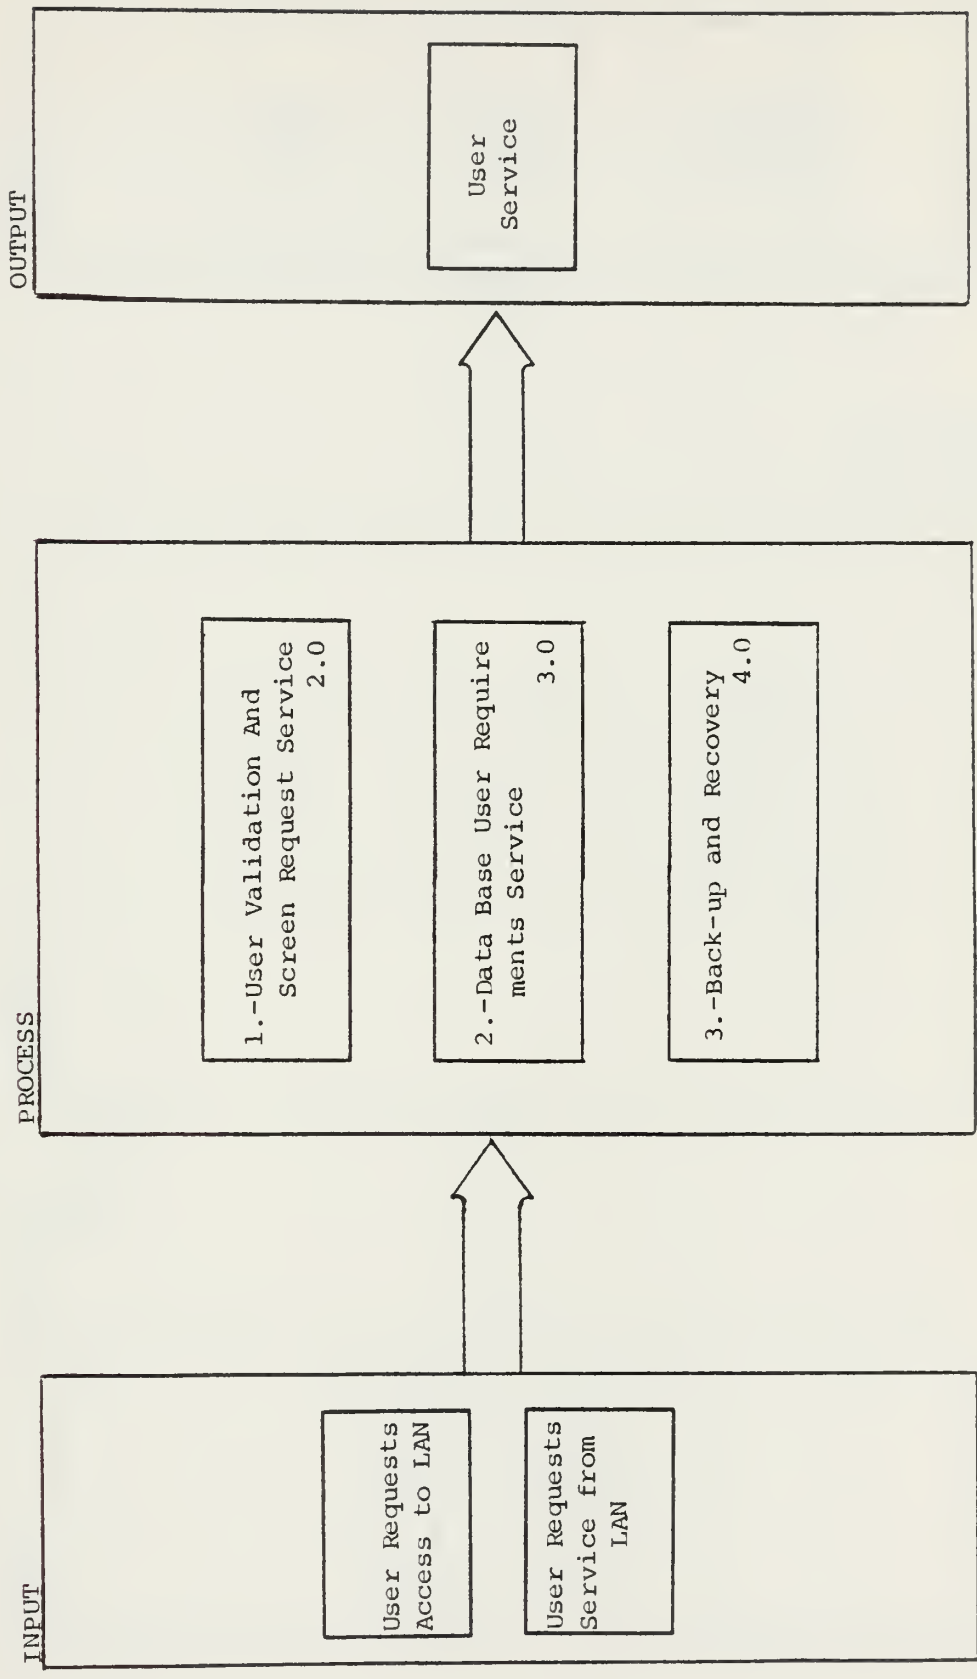 INPUT
User Requests
Access to LAN
User Requests
Service from
LAN
PROCESS
1.-User Validation And
Screen Request Service
2.0
2.-Data Base User Require
ments Service
3.0
3.-Back-up and Recovery
4.0
OUTPUT
User
Service